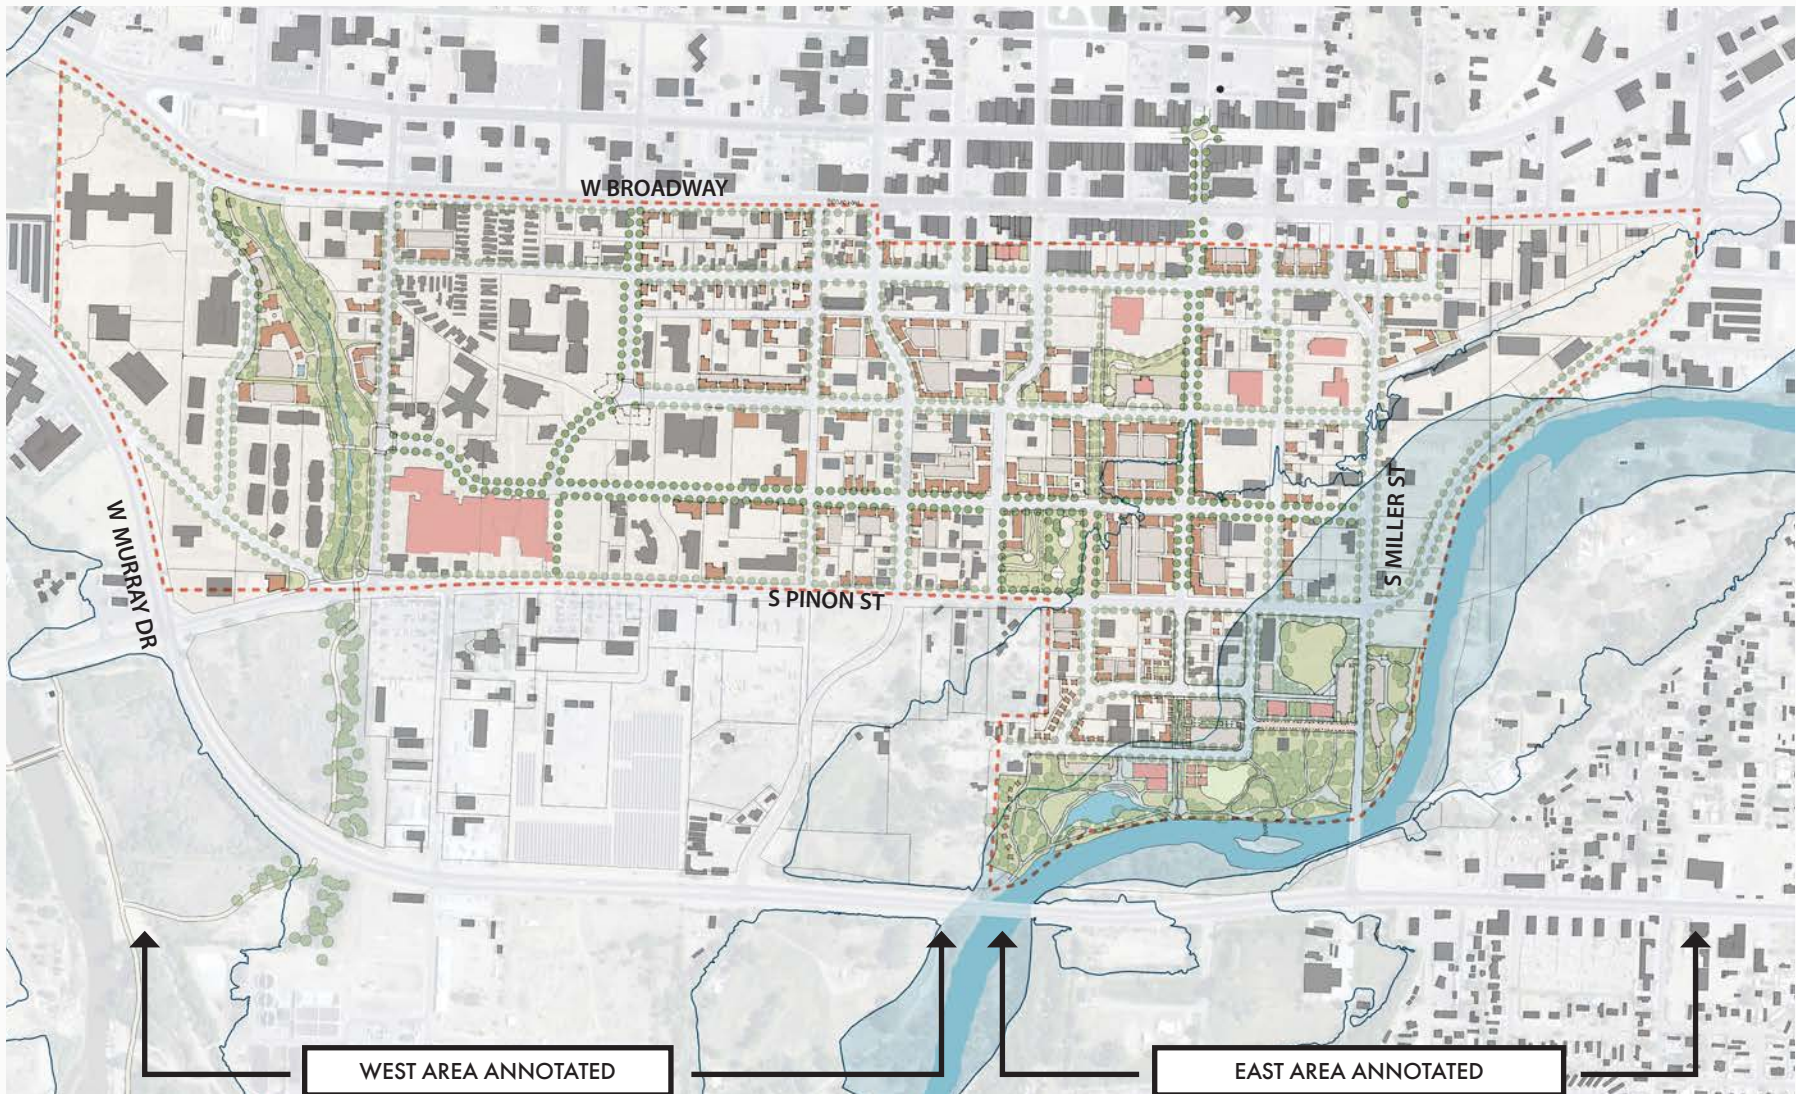 W BROADWAY
W MURRAY DR
S MILLER ST
S PINON ST
WEST AREA ANNOTATED
EAST AREA ANNOTATED